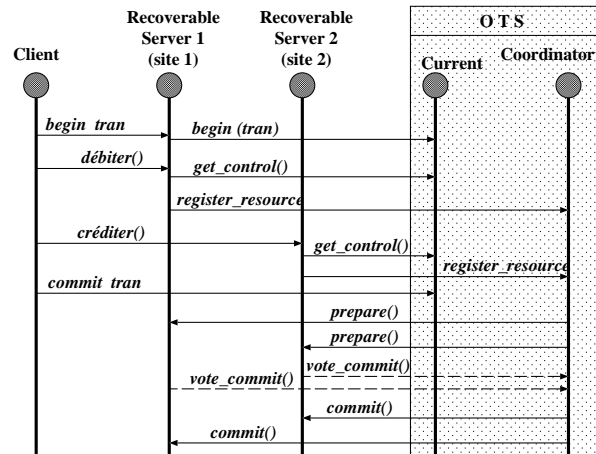 Recoverable
Server 1
(site 1)
Recoverable
Server 2
(site 2)
O T S
Client
Current
Coordinator
begin tran
begin (tran)
débiter()
get_control()
register_resource
créditer()
get_control()
register_resource
commit tran
prepare()
prepare()
vote_commit()
vote_commit()
commit()
commit()